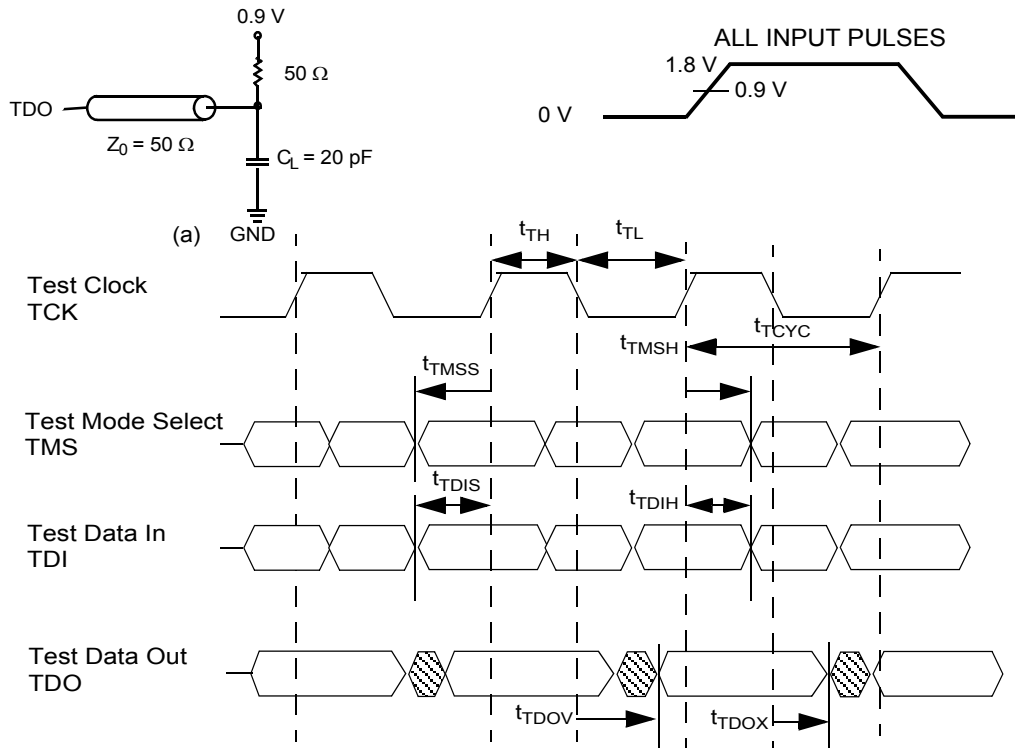 0.9 V
50 Ω
TDO
Z0 = 50 Ω
CL = 20 pF
(a)
GND
ALL INPUT PULSES
1.8 V
0.9 V
0 V
tTH
tTL
Test Clock
TCK
tTMSH
tTCYC
tTMSS
Test Mode Select
TMS
tTDIS
tTDIH
Test Data In
TDI
Test Data Out
TDO
tTDOV
tTDOX